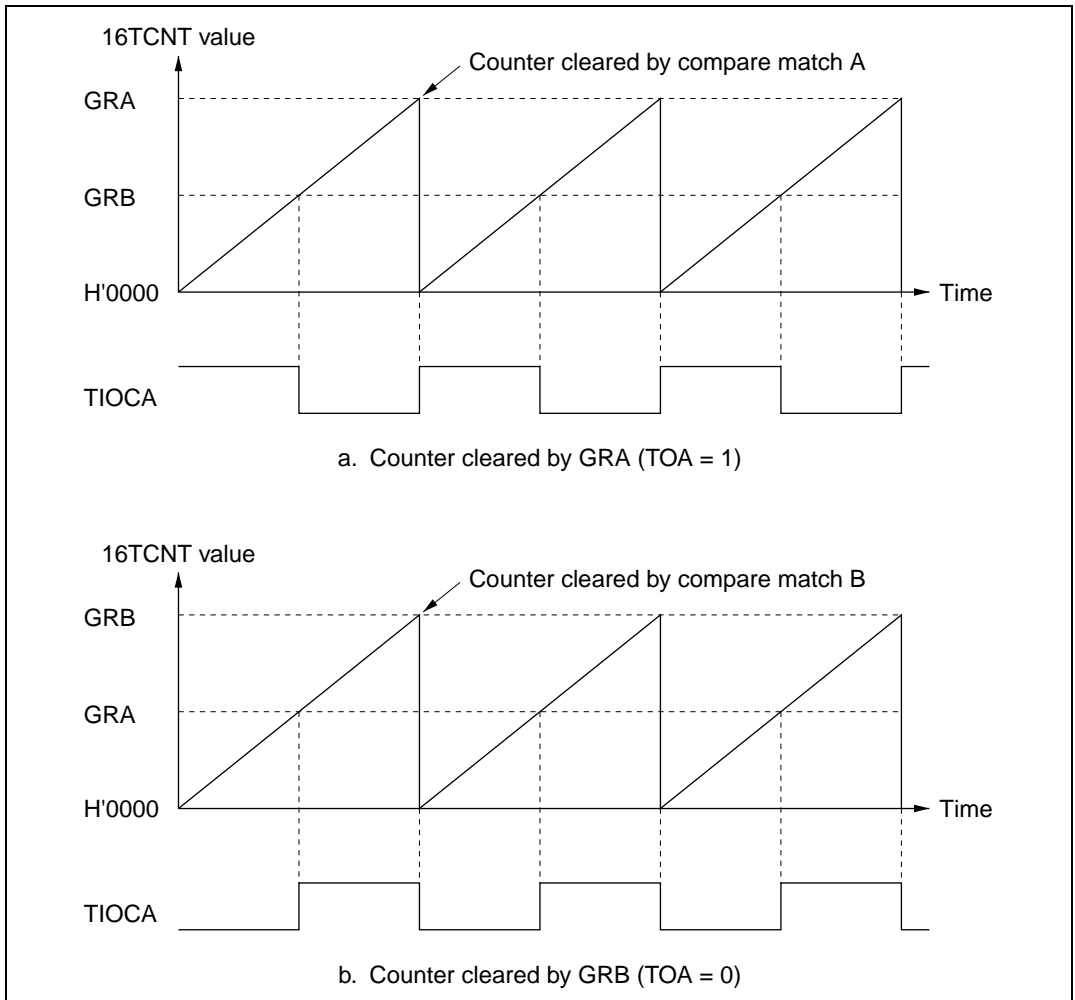 16TCNT value
Counter cleared by compare match A
GRA
GRB
H'0000
Time
TIOCA
a. Counter cleared by GRA (TOA = 1)
16TCNT value
Counter cleared by compare match B
GRB
GRA
H'0000
Time
TIOCA
b. Counter cleared by GRB (TOA = 0)